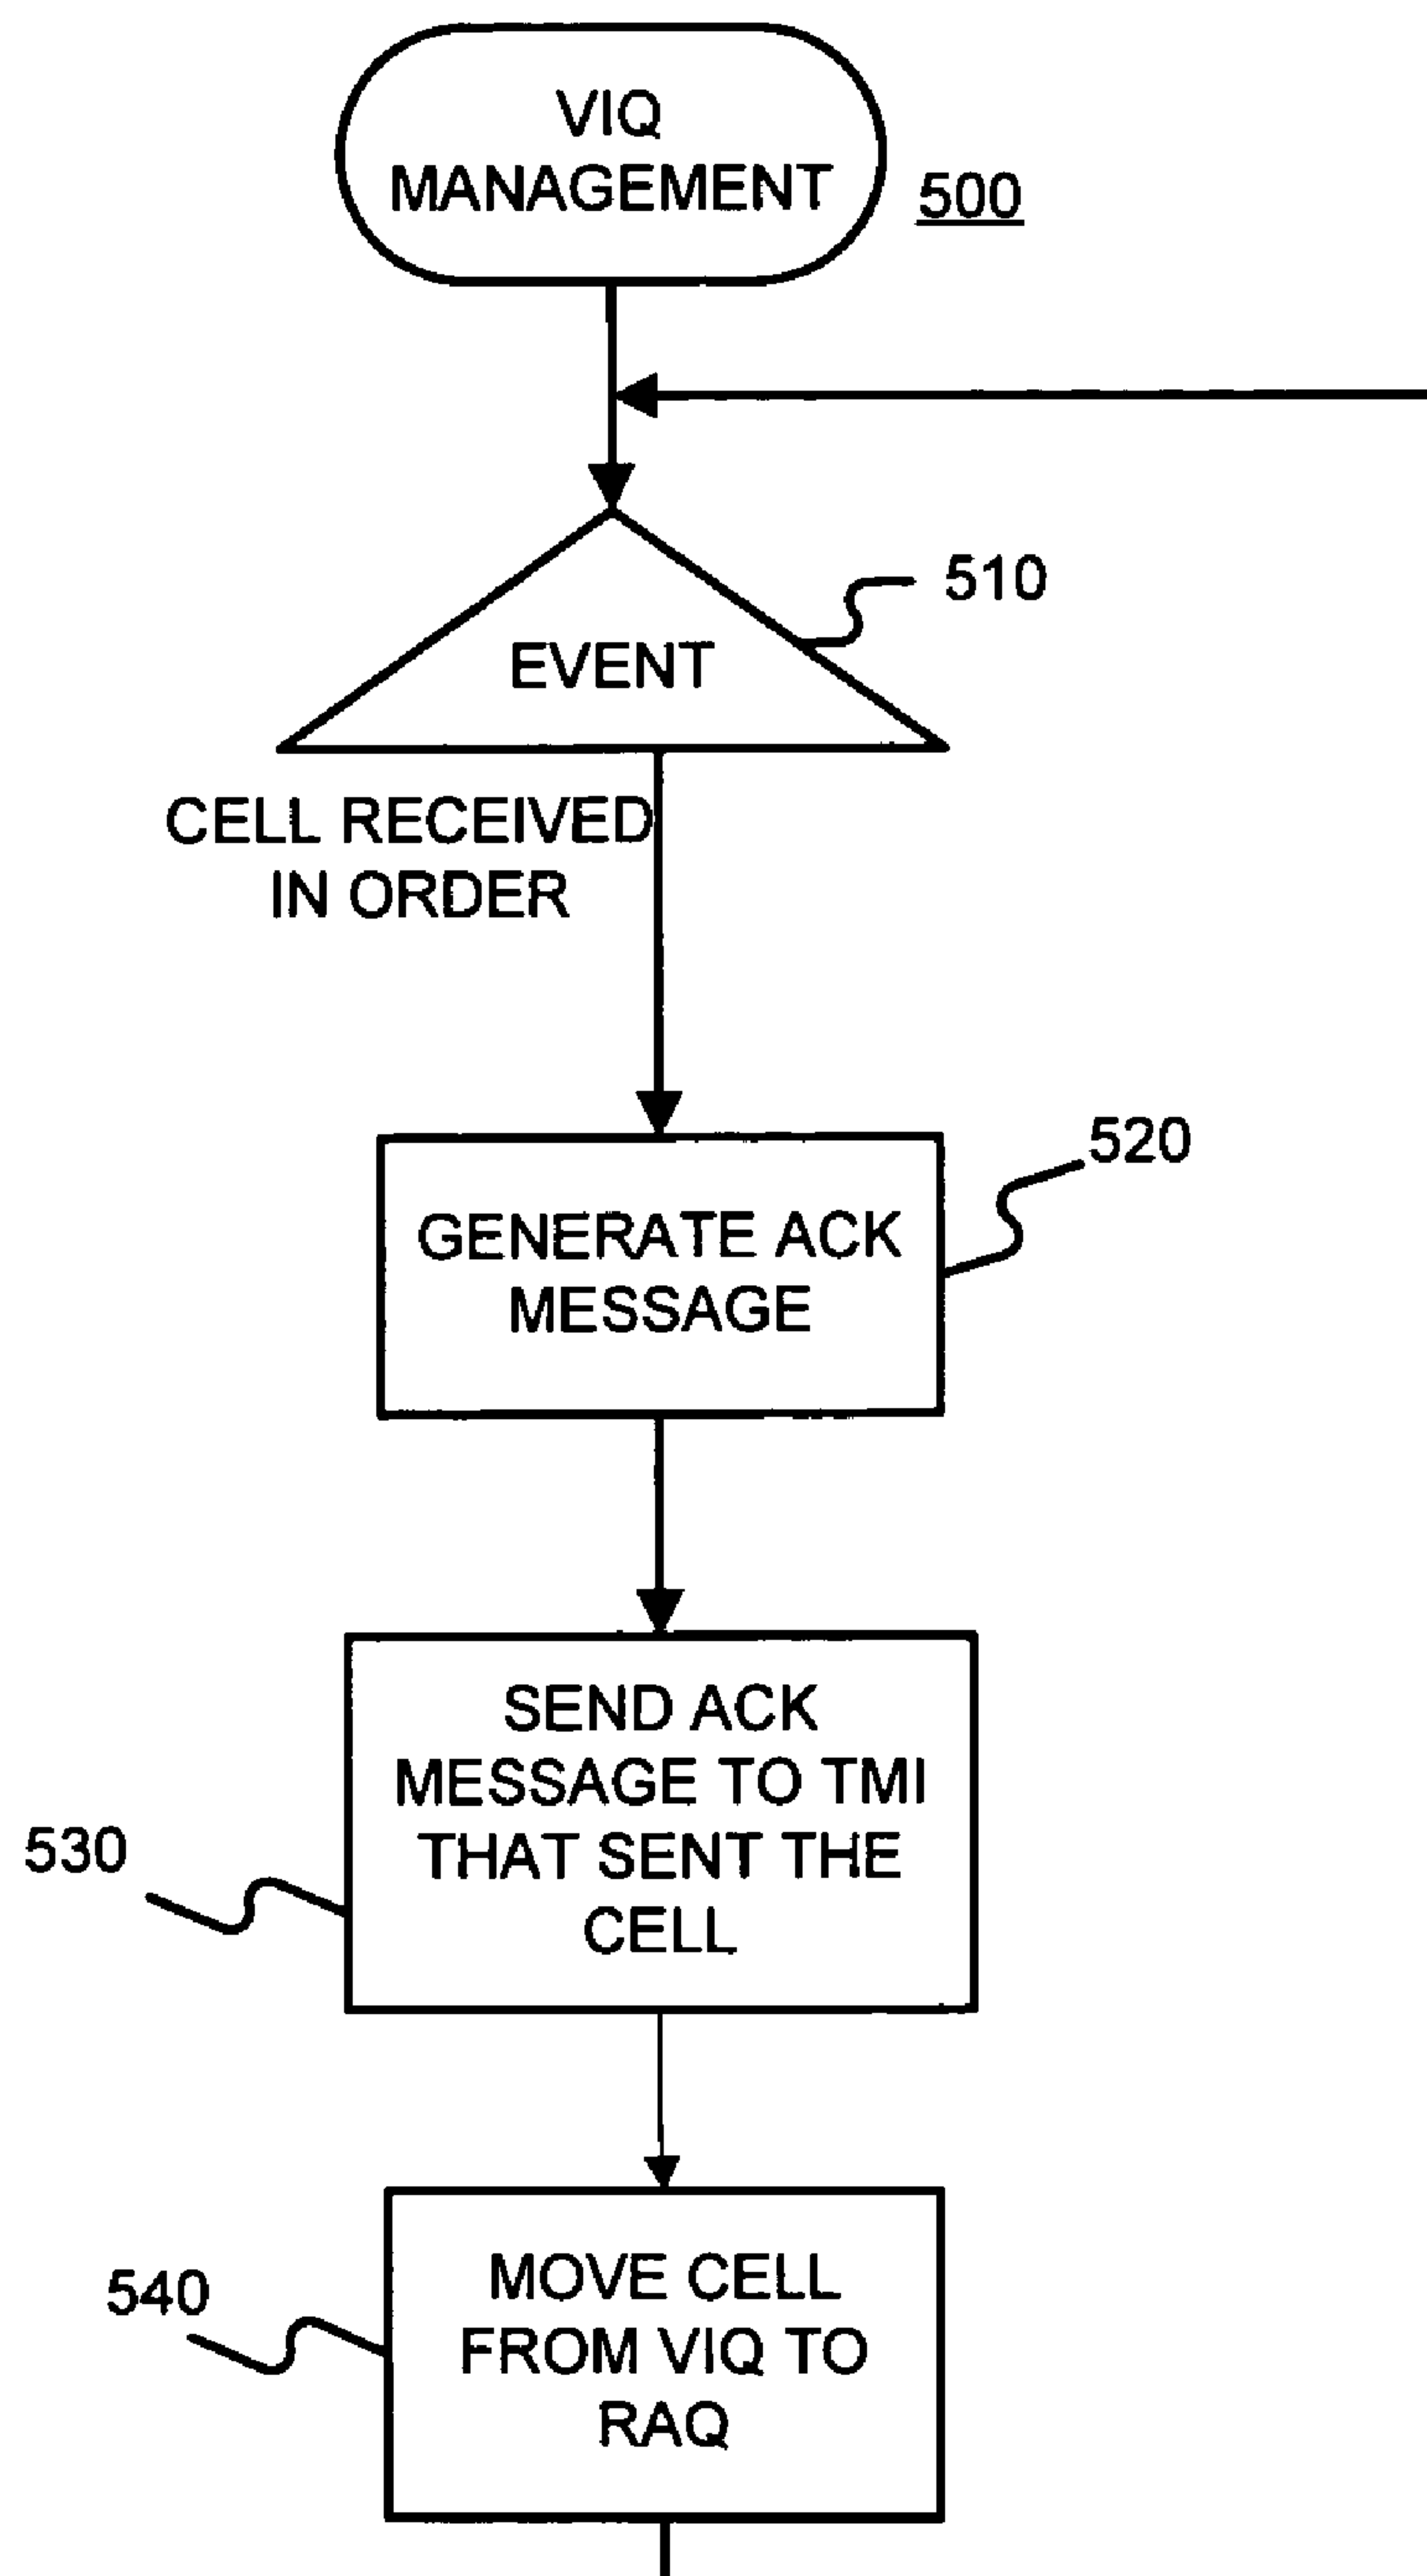 VIQ
MANAGEMENT
500
510
EVENT
CELL RECEIVED
IN ORDER
520
GENERATE ACK
MESSAGE
SEND ACK
MESSAGE TO TMI
THAT SENT THE
CELL
530
MOVE CELL
FROM VIQ TO
RAQ
540